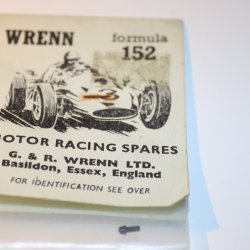 WRENN formula
152
MOTOR RACING SPARES
G. & R. WRENN LTD.
Basildon, Essex, England
FOR IDENTIFICATION SEE OVER